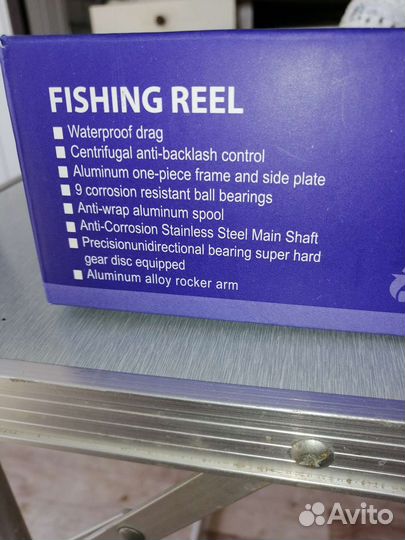 FISHING REEL
■ Waterproof drag
■ Centrifugal anti-backlash control
■ Aluminum one-piece frame and side plate
■ 9 corrosion resistant ball bearings
■ Anti-wrap aluminum spool
■ Anti-Corrosion Stainless Steel Main Shaft
■ Precisionunidirectional bearing super hard
gear disc equipped
■ Aluminum alloy rocker arm
Avito